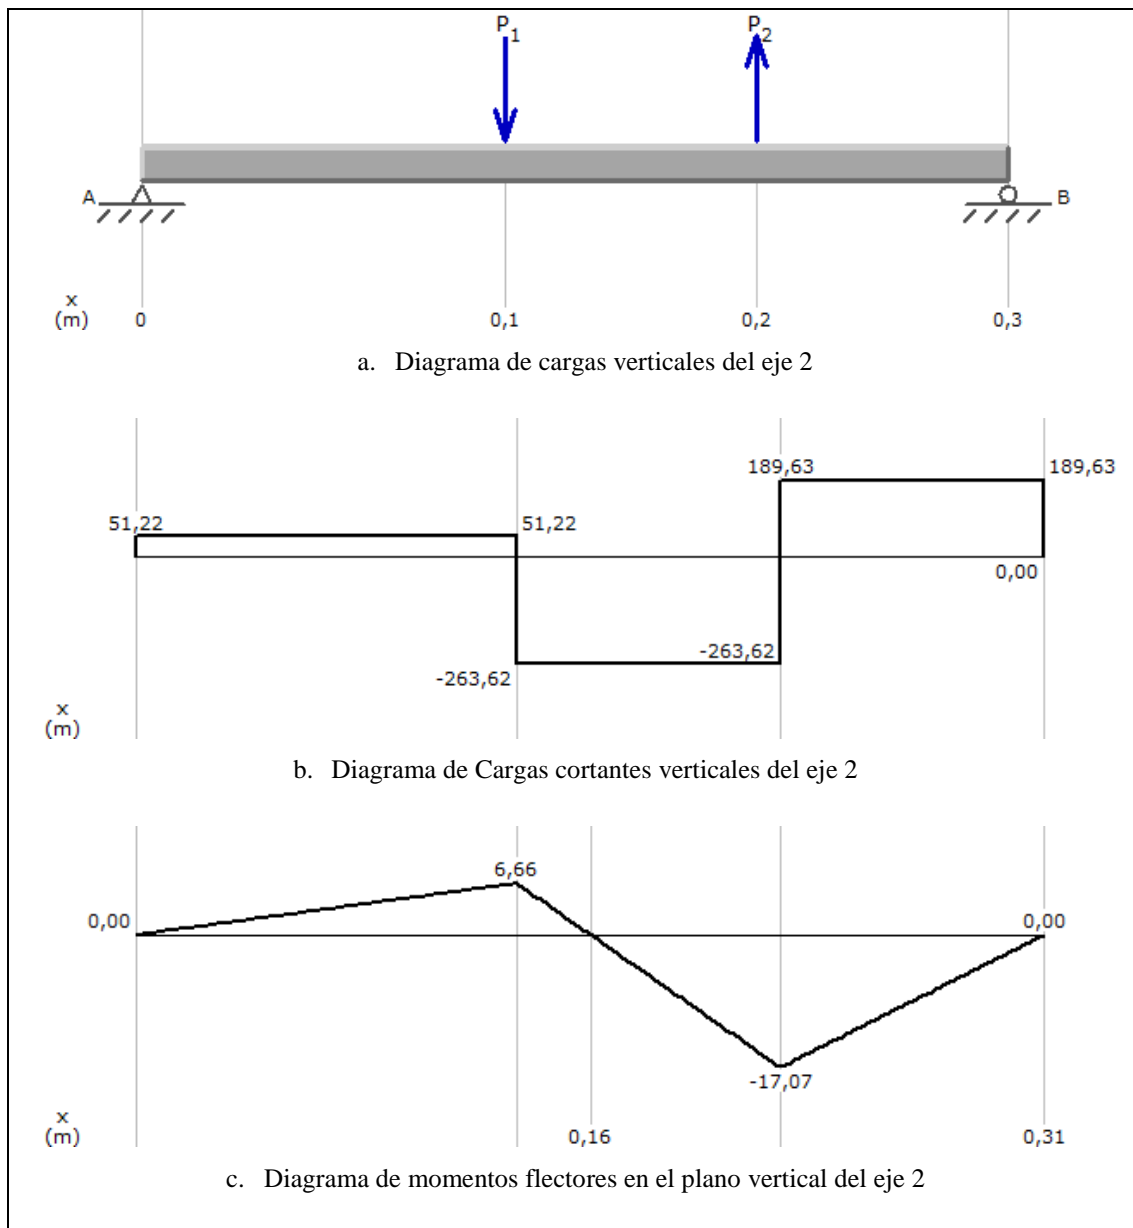 P1 P2
A B
x
(m) 0 0,1 0,2 0,3
a. Diagrama de cargas verticales del eje 2
189,63 189,63
51,22 51,22
0,00
-263,62
-263,62
x
(m)
b. Diagrama de Cargas cortantes verticales del eje 2
6,66
0,00 0,00
-17,07
x
(m) 0,16 0,31
c. Diagrama de momentos flectores en el plano vertical del eje 2